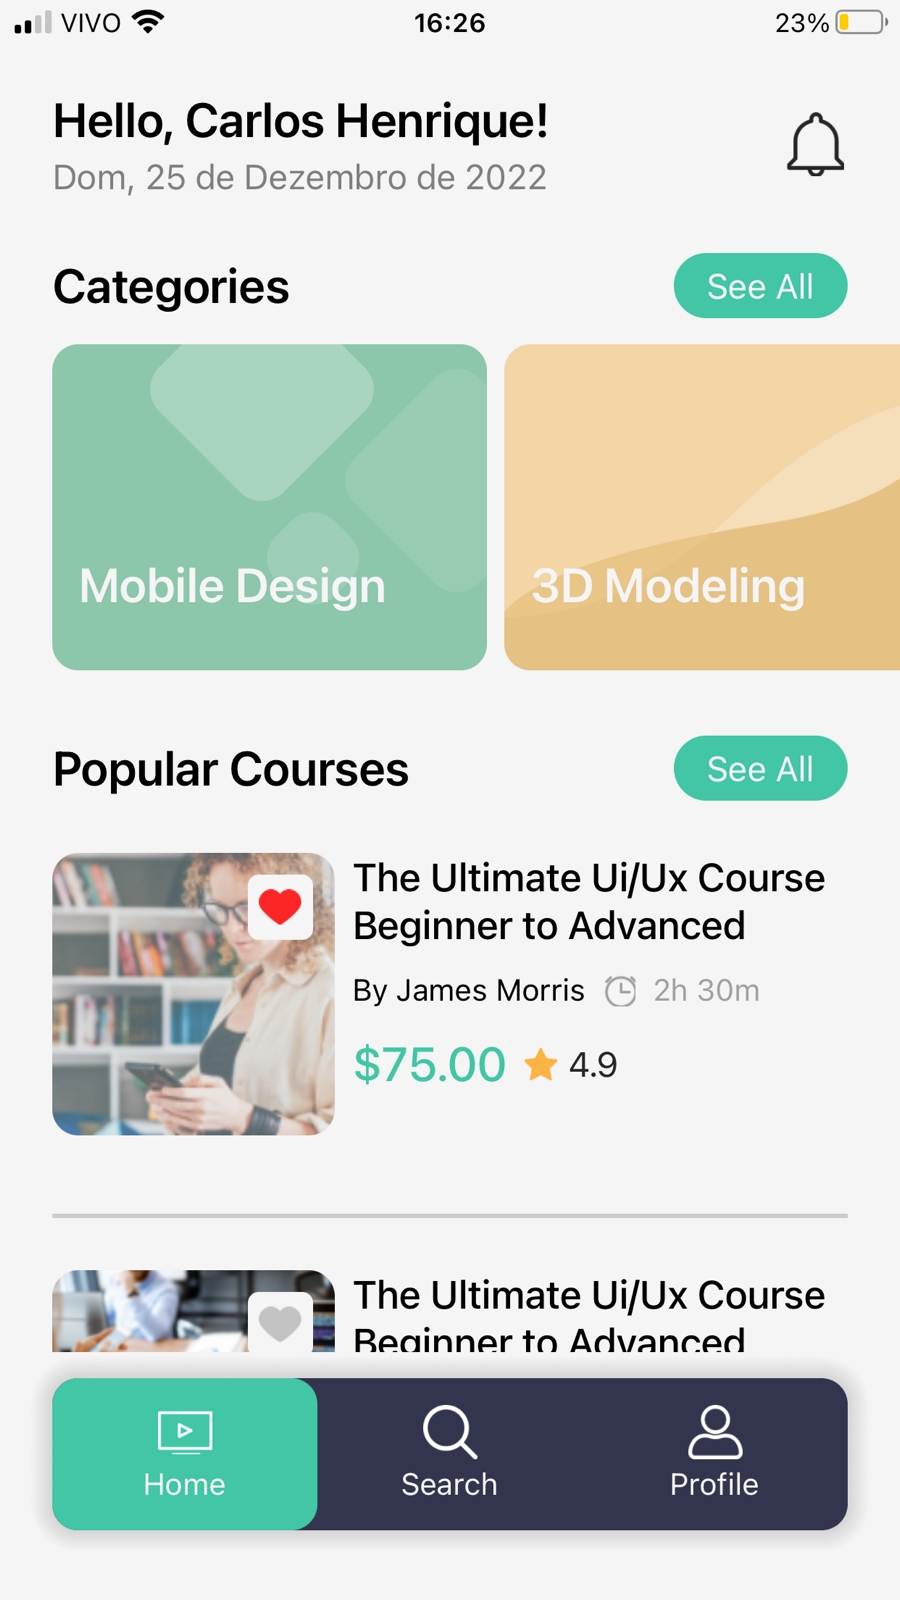 VIVO 16:26 23%
Hello, Carlos Henrique!
Dom, 25 de Dezembro de 2022
Categories See All
Mobile Design 3D Modeling
Popular Courses See All
The Ultimate Ui/Ux Course
Beginner to Advanced
By James Morris 2h 30m
$75.00 4.9
The Ultimate Ui/Ux Course
Beginner to Advanced
Home Search Profile